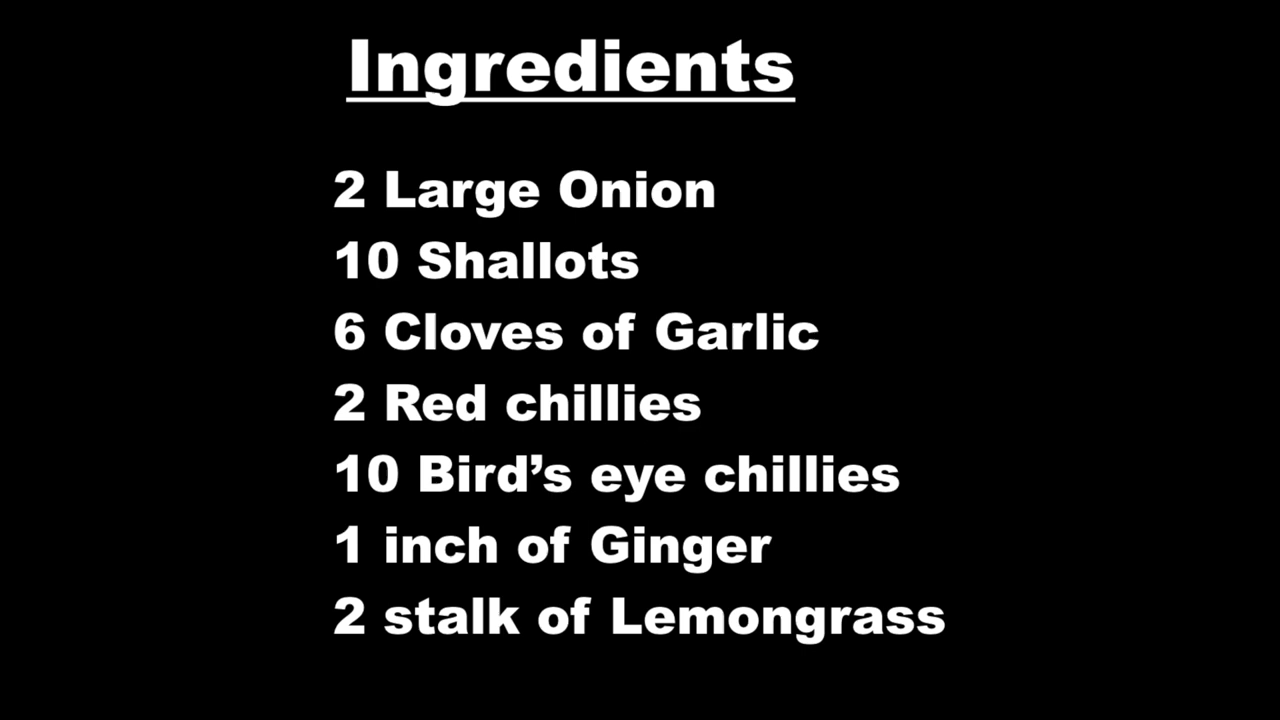 Ingredients
2 Large Onion
10 Shallots
6 Cloves of Garlic
2 Red chillies
10 Bird’s eye chillies
1 inch of Ginger
2 stalk of Lemongrass